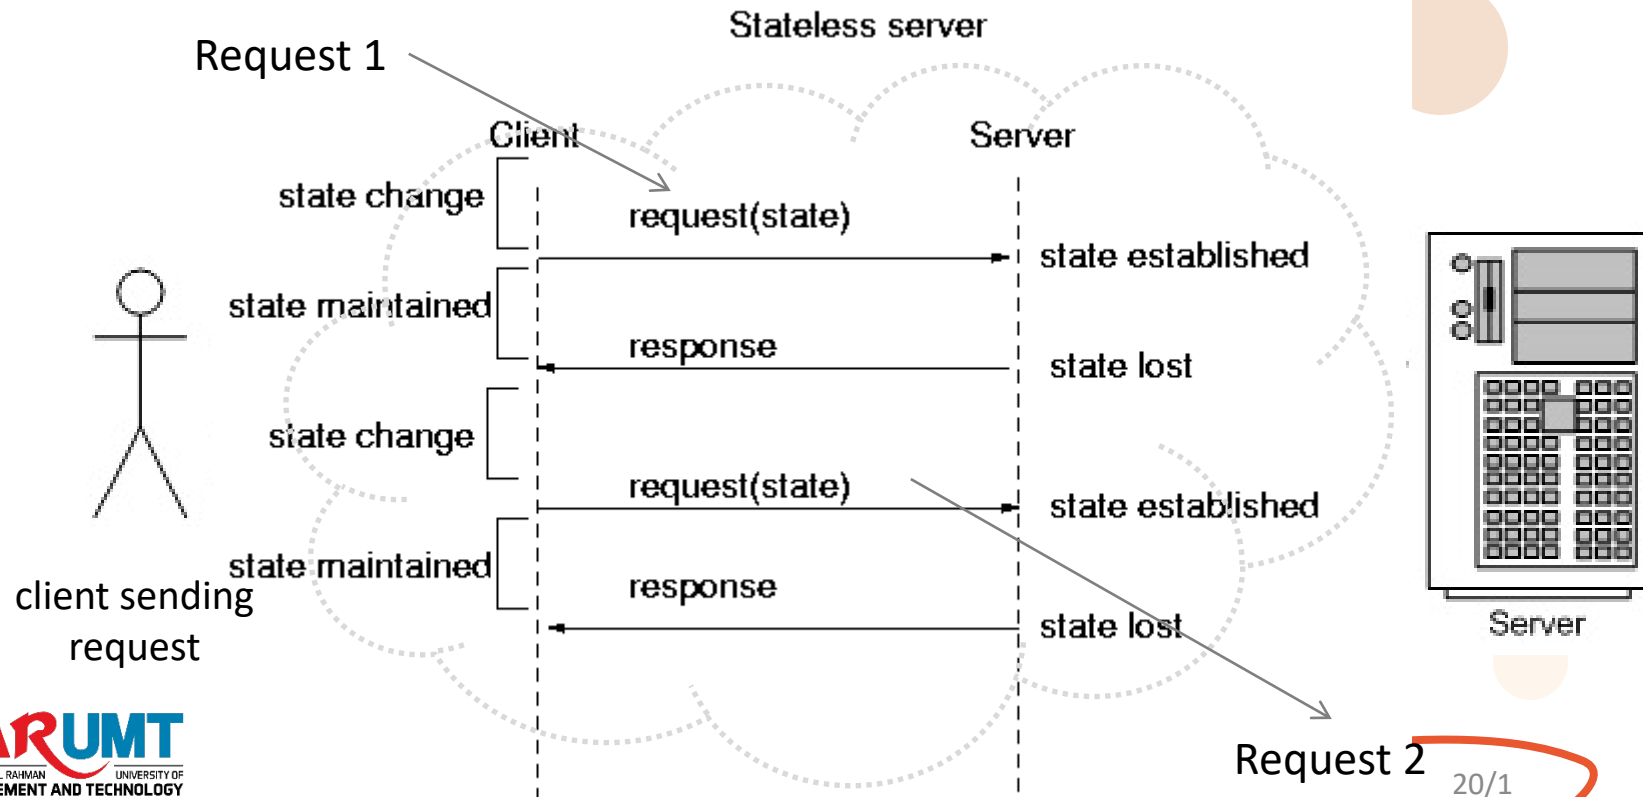 Stateless server
Request 1
Client
Server
state change
request(state)
state established
state maintained
response
state lost
state change
request(state)
state established
state maintained
response
state lost
client sending
request
Server
Request 2
20/1
ARUMT
RAHMAN
UNIVERSITY OF
EMENT AND TECHNOLOGY